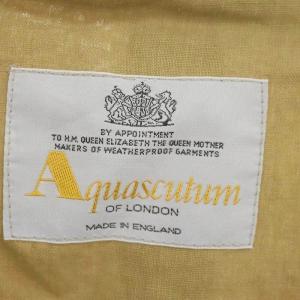 BY APPOINTMENT
TO H.M. QUEEN ELIZABETH THE QUEEN MOTHER
MAKERS OF WEATHERPROOF GARMENTS
Aquascutum
OF LONDON
MADE IN ENGLAND